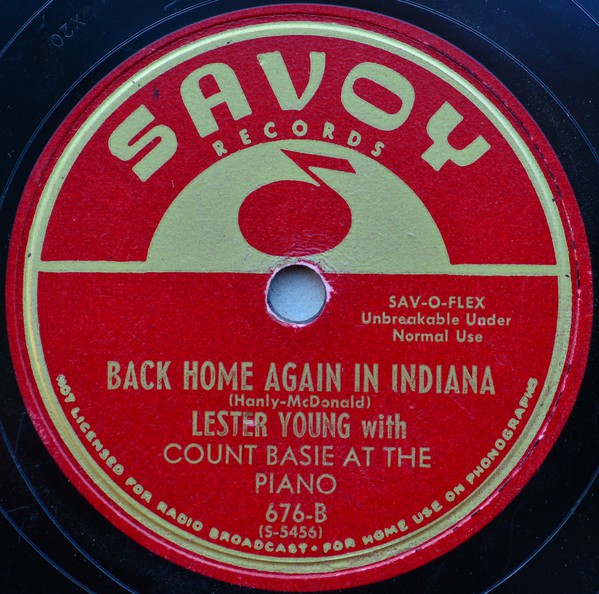 SAVOY
RECORDS
SAV-O-FLEX
Unbreakable Under
Normal Use
BACK HOME AGAIN IN INDIANA
(Hanly-McDonald)
LESTER YOUNG with
COUNT BASIE AT THE
PIANO
676-B
(S-5456)
NOT LICENSED FOR RADIO BROADCAST • FOR HOME USE ON PHONOGRAPHS
X20